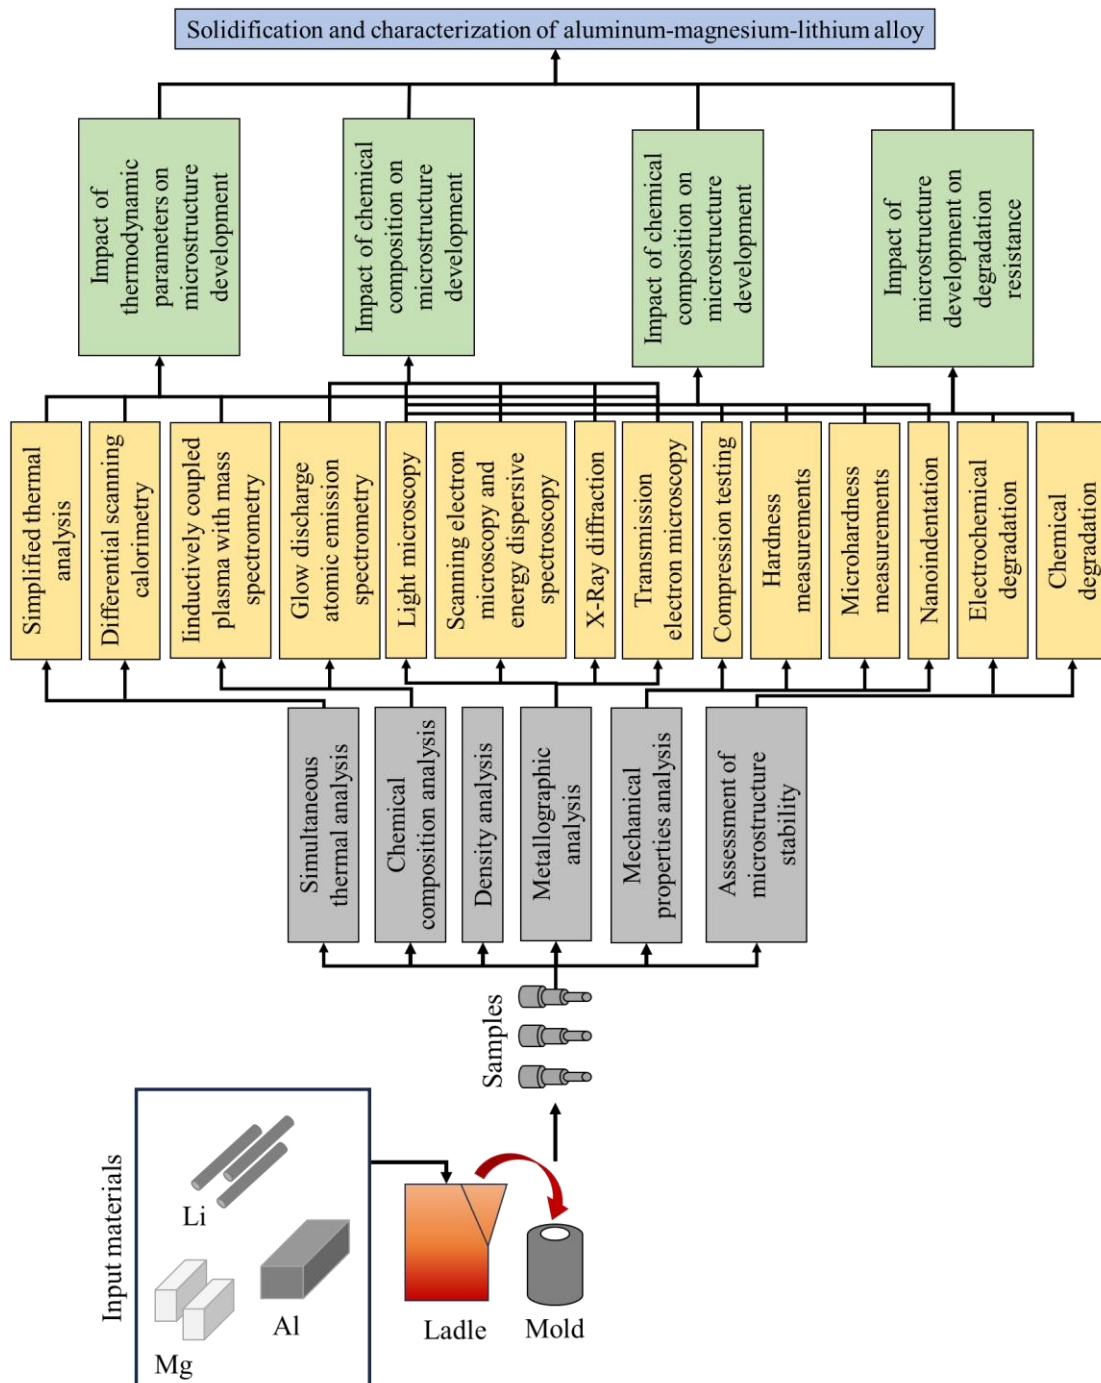 Solidification and characterization of aluminum-magnesium-lithium alloy
Impact of
thermodynamic
parameters on
microstructure
development
Impact of chemical
composition on
microstructure
development
Impact of chemical
composition on
microstructure
development
Impact of
microstructure
development on
degradation
resistance
Simplified thermal
analysis
Differential scanning
calorimetry
Iinductively coupled
plasma with mass
spectrometry
Glow discharge
atomic emission
spectrometry
Light microscopy
Scanning electron
microscopy and
energy dispersive
spectroscopy
X-Ray diffraction
Transmission
electron microscopy
Compression testing
Hardness
measurements
Microhardness
measurements
Nanoindentation
Electrochemical
degradation
Chemical
degradation
Simultaneous
thermal analysis
Chemical
composition analysis
Density analysis
Metallographic
analysis
Mechanical
properties analysis
Assessment of
microstructure
stability
Samples
Input materials
Li
Al
Mg
Ladle
Mold